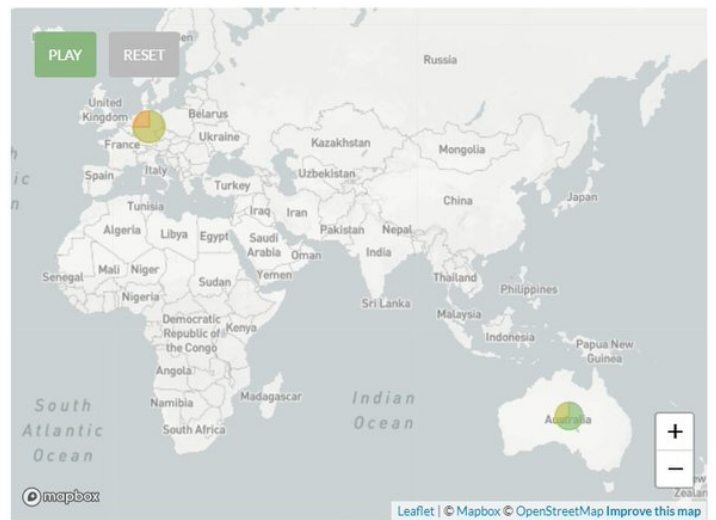 PLAY
RESET
Russia
United
Kingdom
Belarus
Ukraine
France
Kazakhstan
Mongolia
Spain
Italy
Uzbekistan
Turkey
China
Japan
Tunisia
Iraq
Iran
Algeria
Libya
Egypt
Saudi
Arabia
Pakistan
Nepal
Oman
India
Senegal
Mali
Niger
Sudan
Yemen
Thailand
Philippines
Nigeria
Sri Lanka
Democratic
Republic of
the Congo
Kenya
Malaysia
Indonesia
Papua New
Guinea
Angola
Namibia
Madagascar
South Africa
South
Atlantic
Ocean
Indian
Ocean
Australia
+
−
mapbox
Leaflet | © Mapbox © OpenStreetMap Improve this map